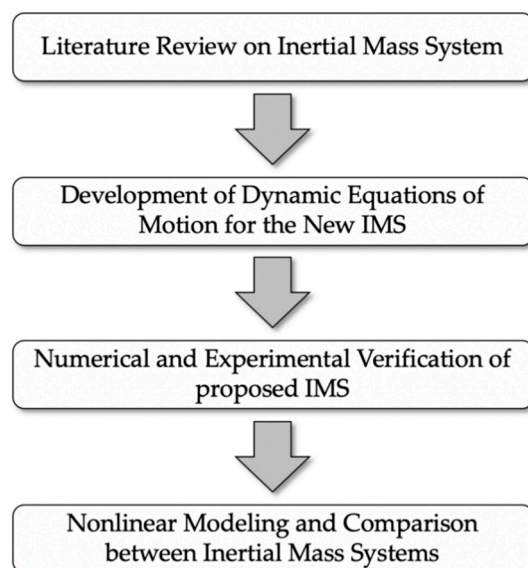 Literature Review on Inertial Mass System
Development of Dynamic Equations of
Motion for the New IMS
Numerical and Experimental Verification of
proposed IMS
Nonlinear Modeling and Comparison
between Inertial Mass Systems